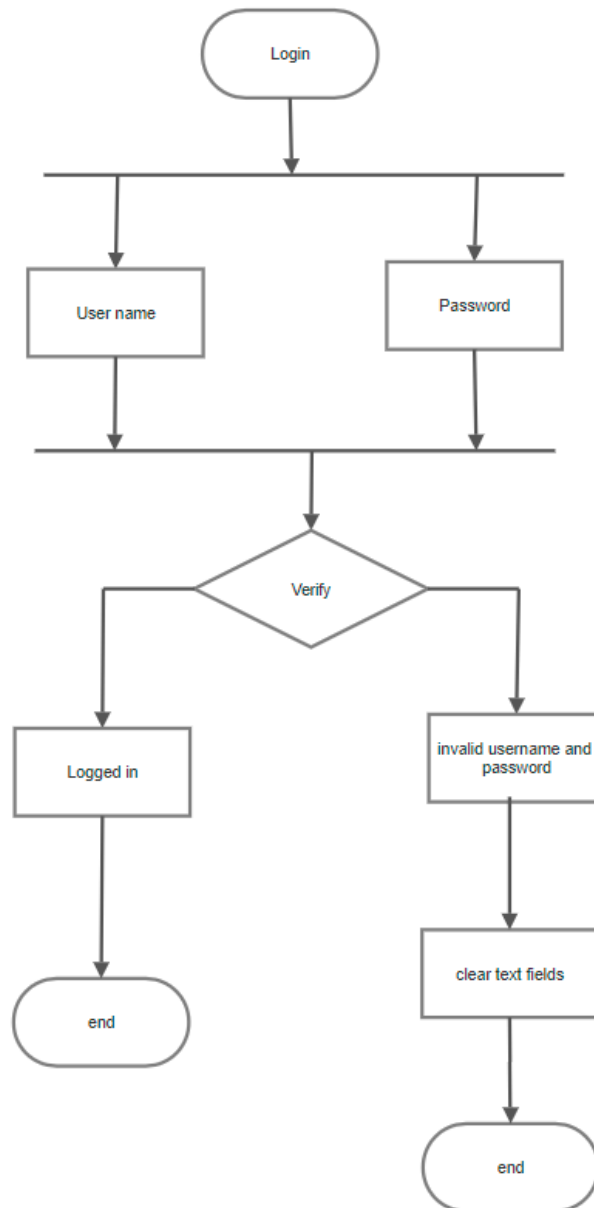 Login
User name
Password
Verify
Logged in
invalid username and
password
clear text fields
end
end